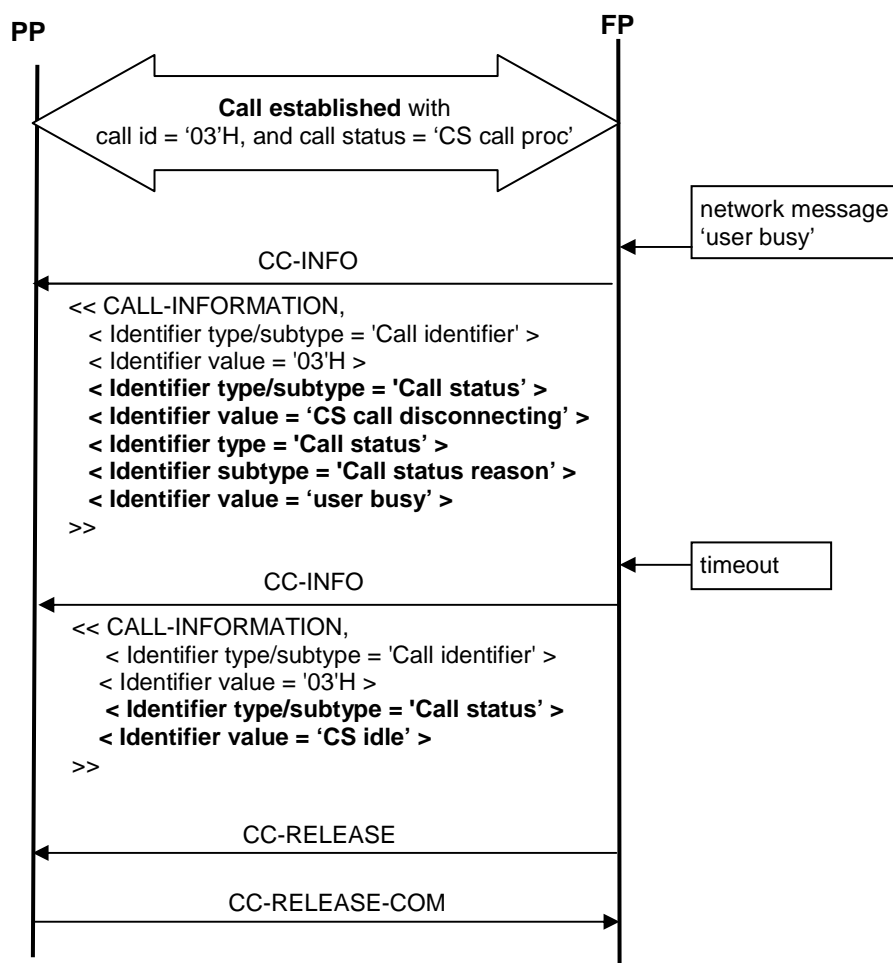 PP
FP
Call established with
call id = ‘03’H, and call status = ‘CS call proc’
network message
‘user busy’
CC-INFO
<< CALL-INFORMATION,
< Identifier type/subtype = 'Call identifier' >
< Identifier value = '03'H >
< Identifier type/subtype = 'Call status’ >
< Identifier value = ‘CS call disconnecting’ >
< Identifier type = 'Call status’ >
< Identifier subtype = 'Call status reason’ >
< Identifier value = ‘user busy’ >
>>
timeout
CC-INFO
<< CALL-INFORMATION,
< Identifier type/subtype = 'Call identifier' >
< Identifier value = '03'H >
< Identifier type/subtype = 'Call status’ >
< Identifier value = ‘CS idle’ >
>>
CC-RELEASE
CC-RELEASE-COM